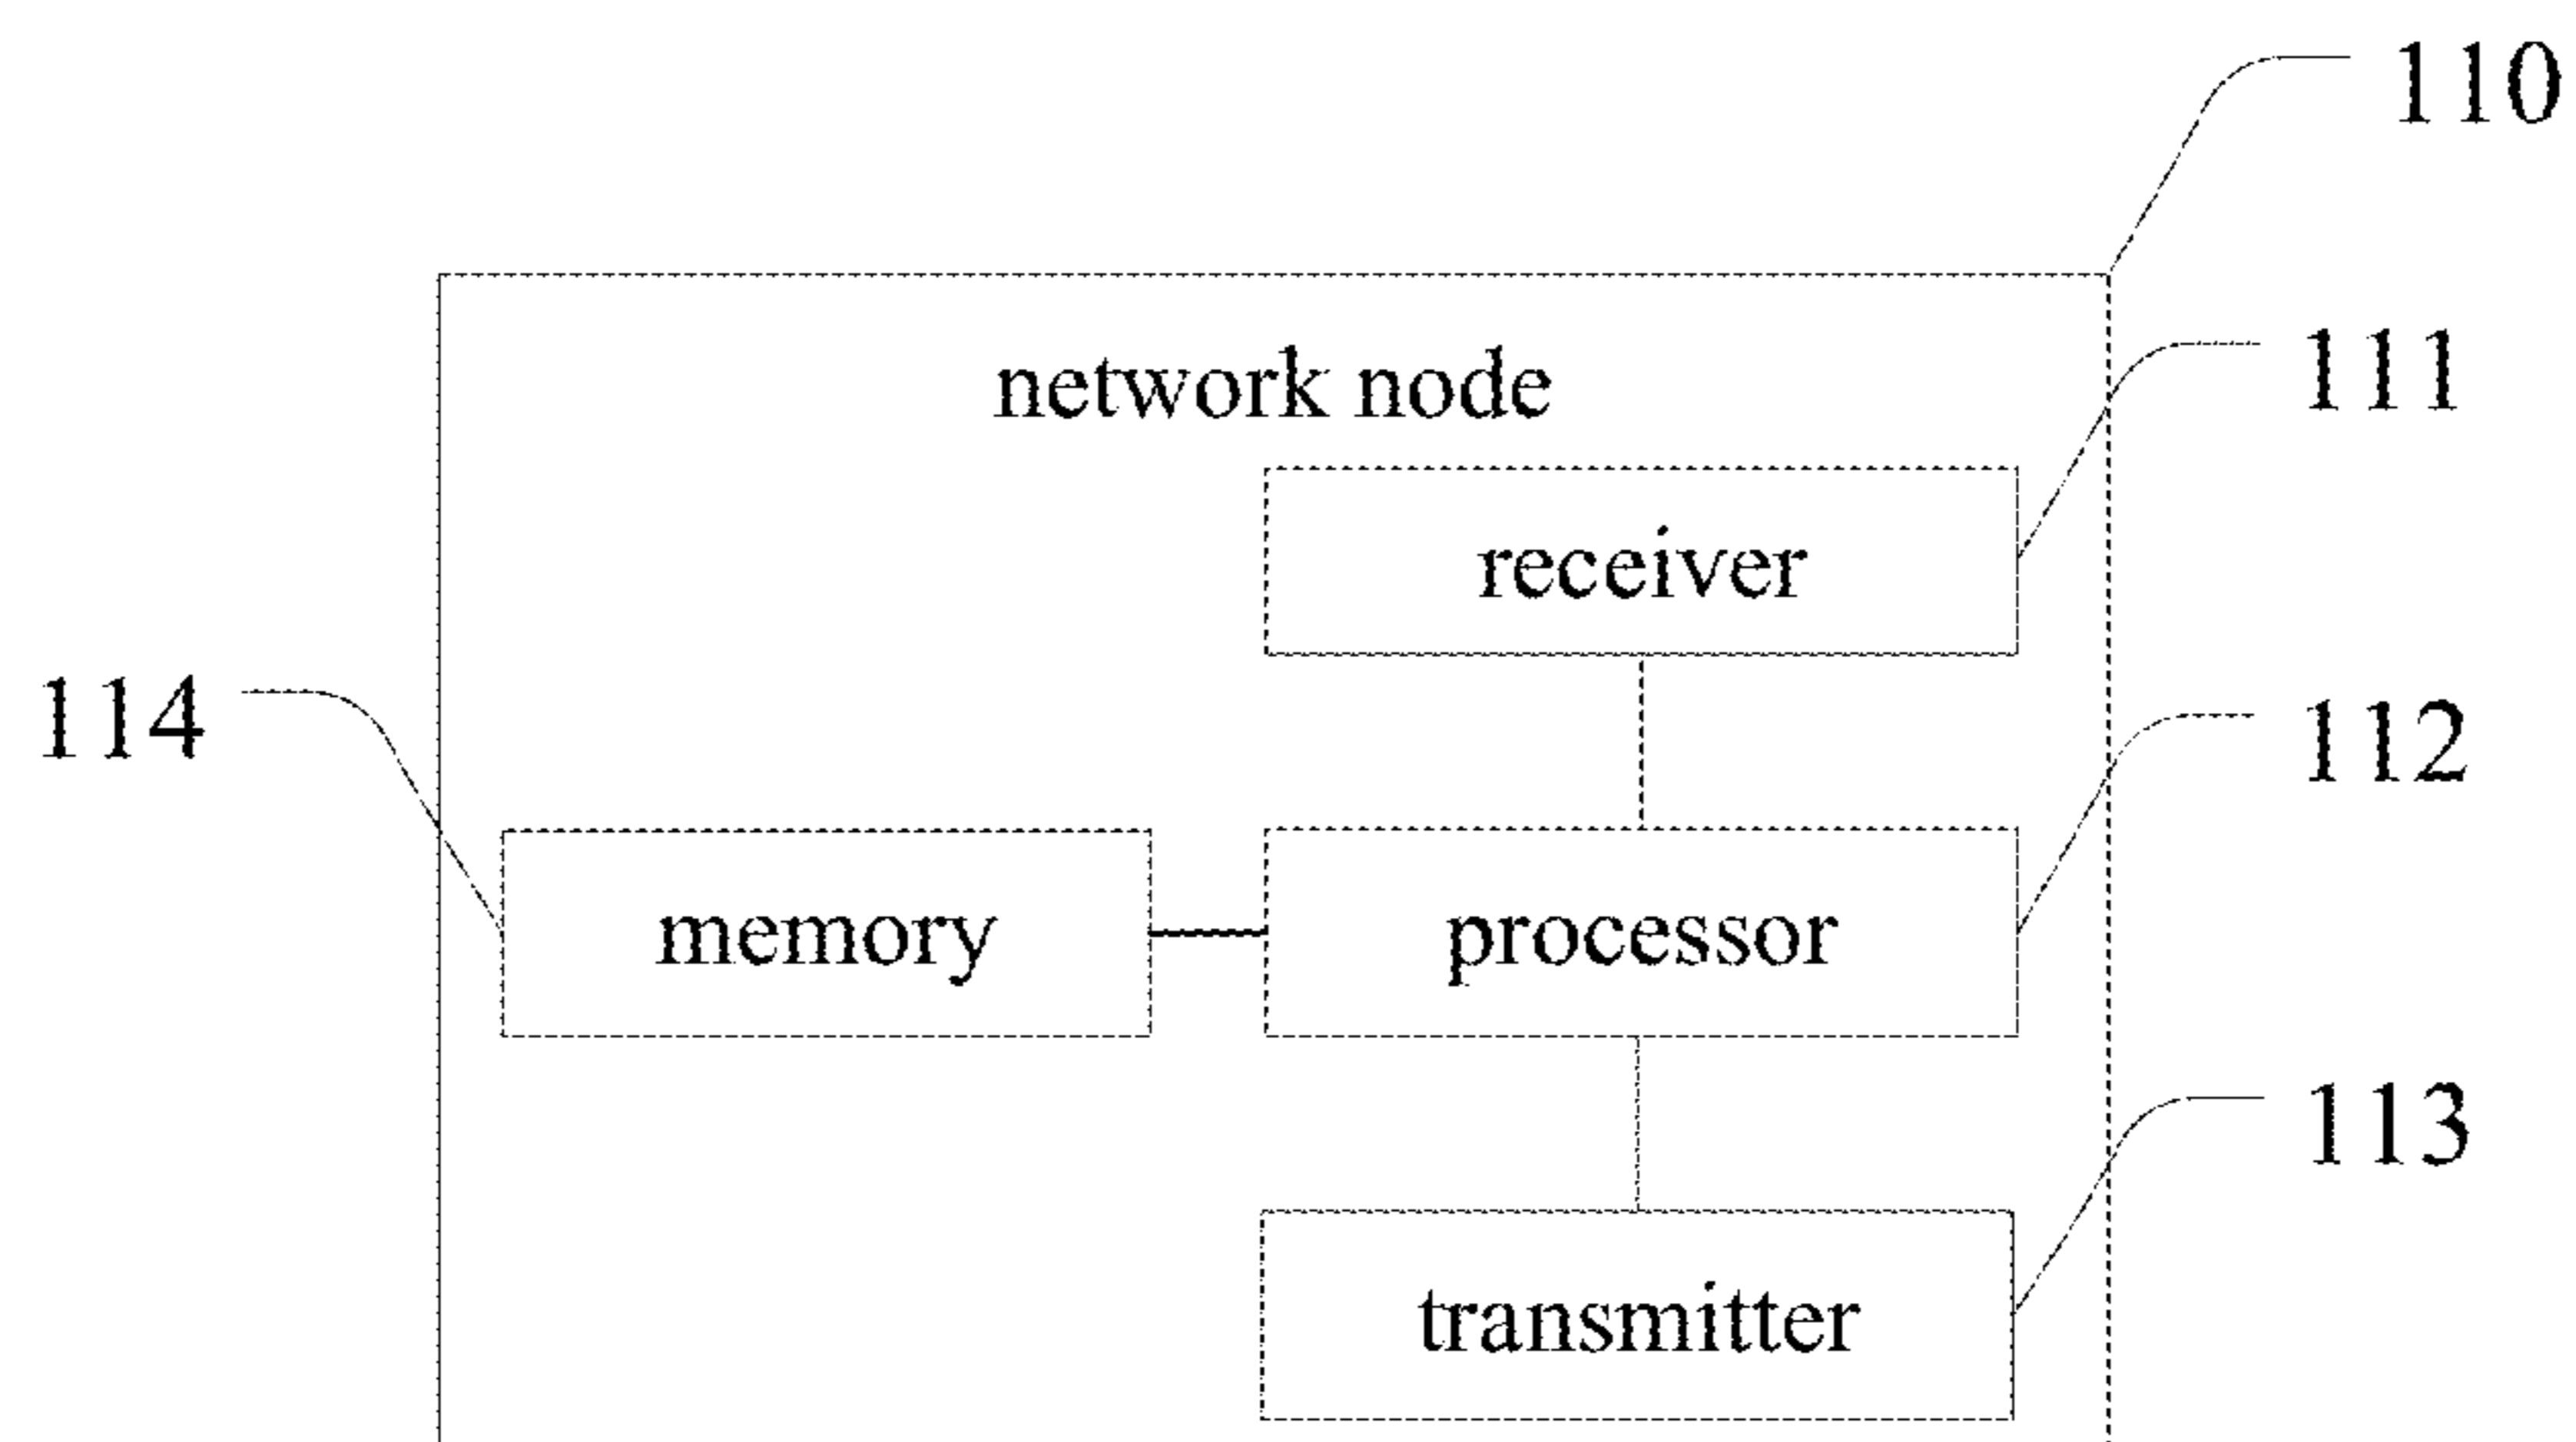 110
network node
111
receiver
114
112
memory
processor
113
transmitter